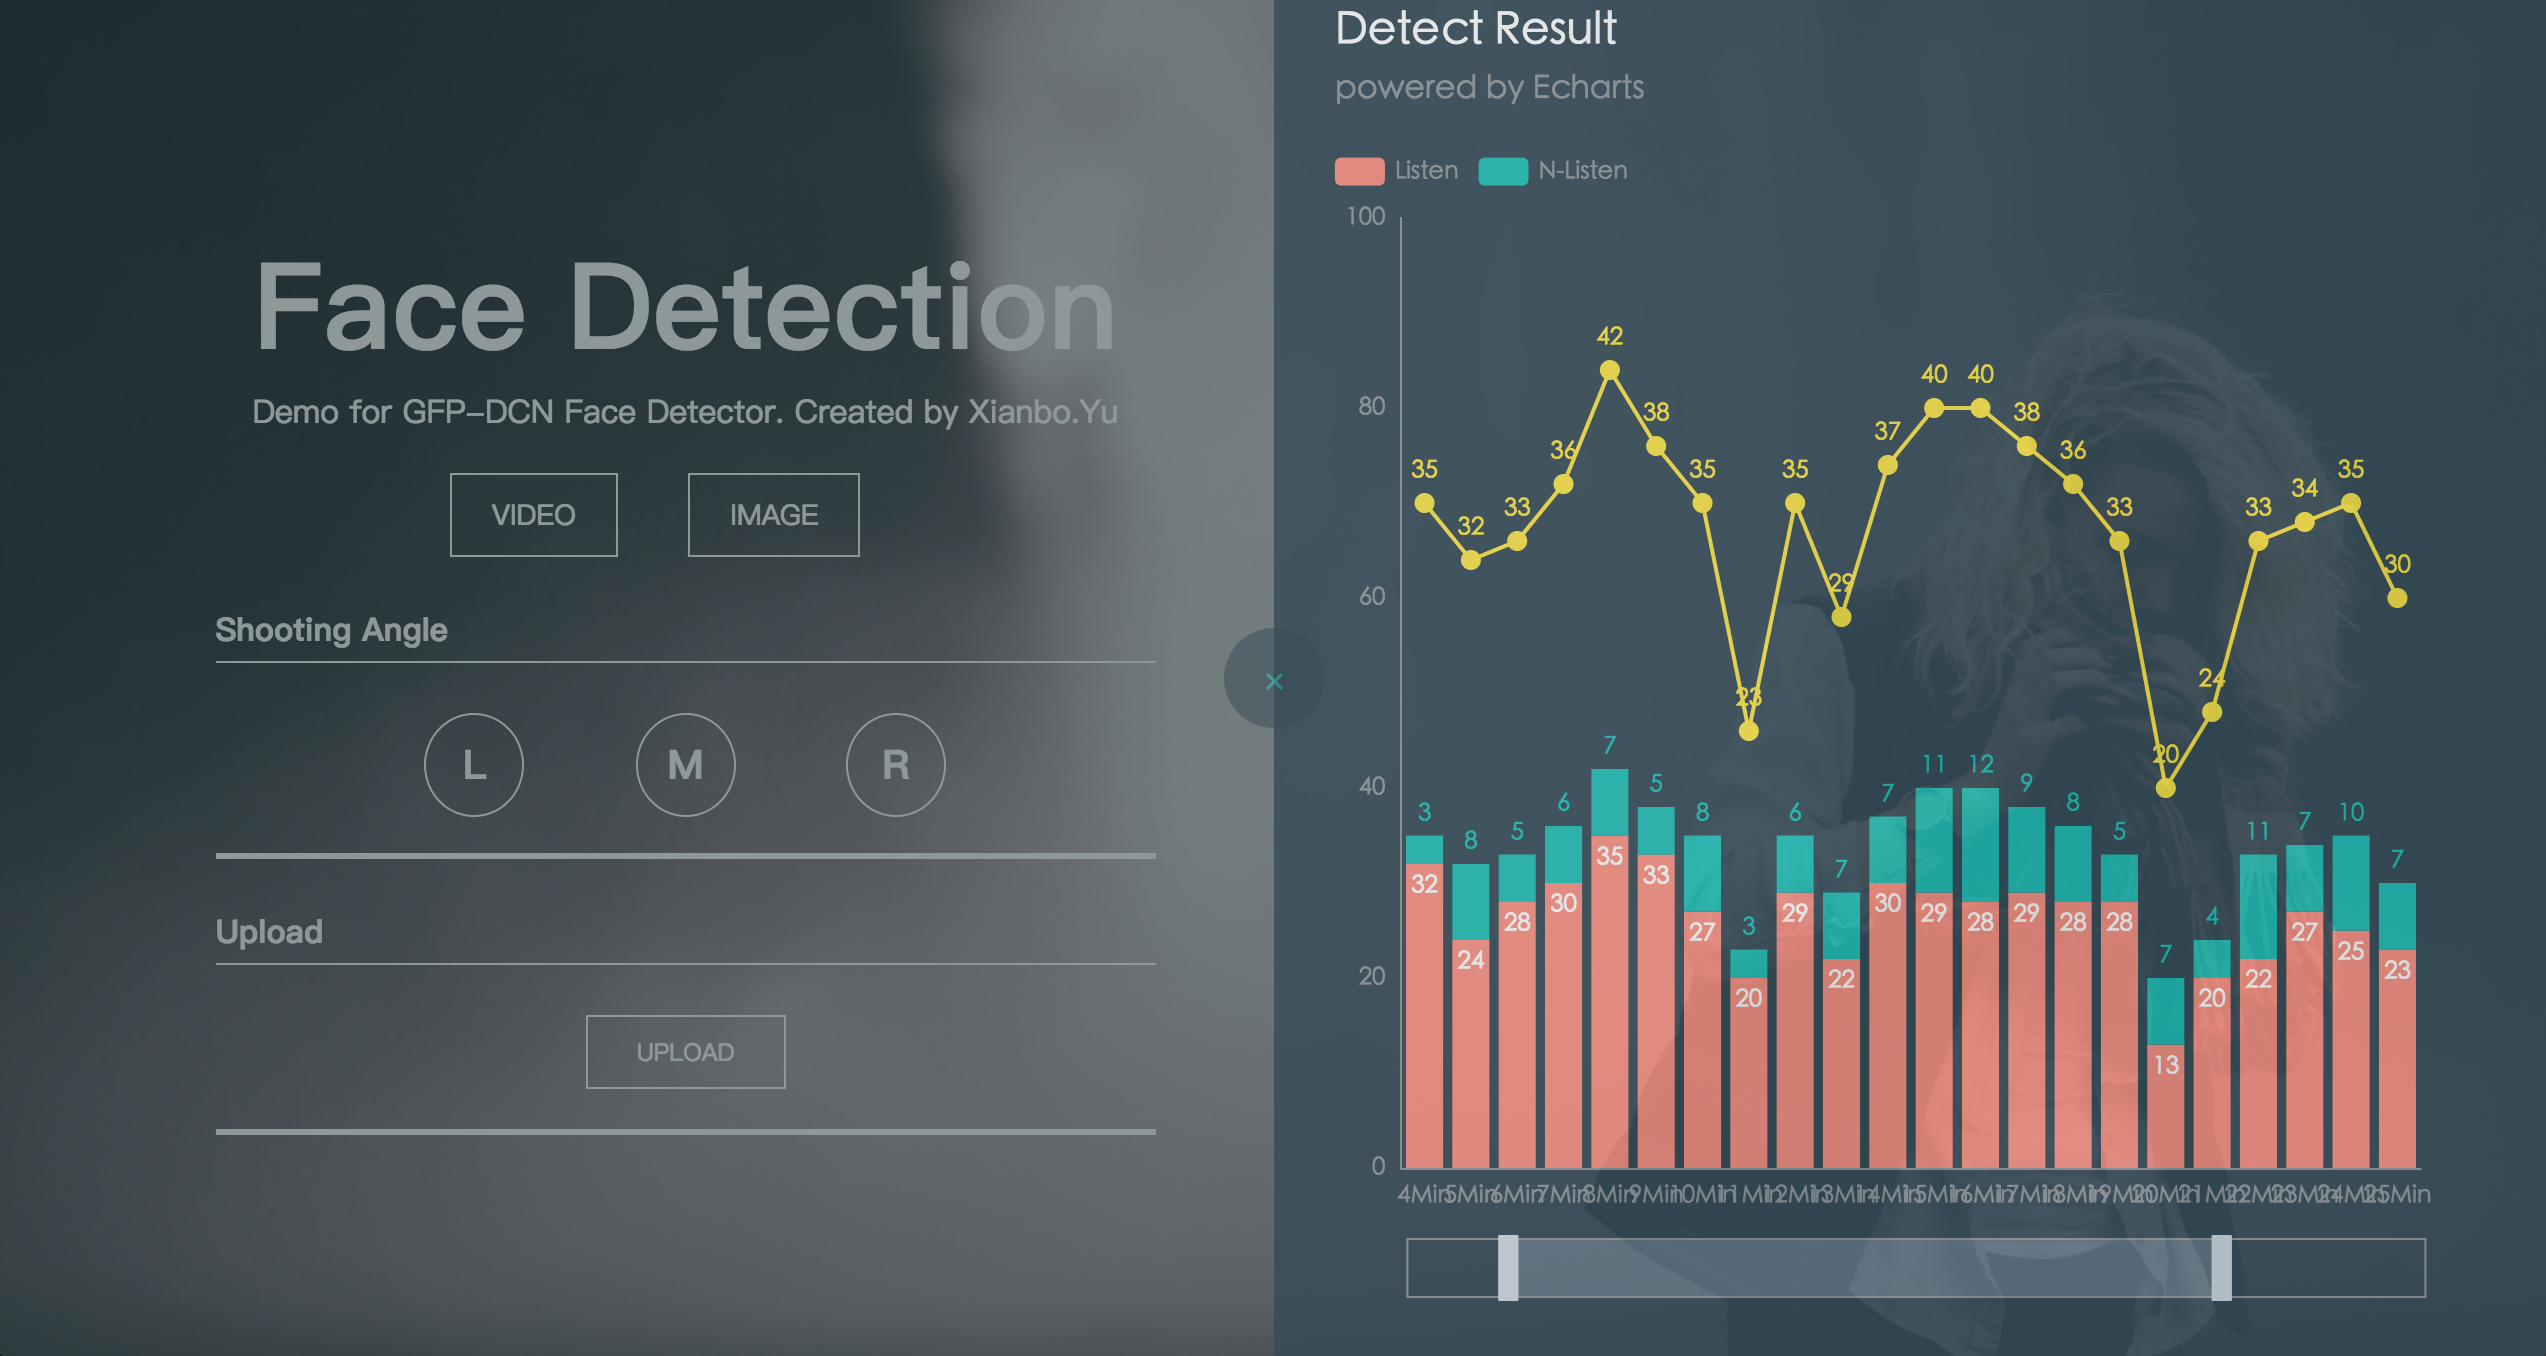 Face Detection
Demo for GFP-DCN Face Detector. Created by Xianbo.Yu
VIDEO IMAGE
Shooting Angle
L M R
Upload
UPLOAD
×
Detect Result
powered by Echarts
Listen N-Listen
100
80
60
40
20
0
35 32 33 36 42 38 35 23 35 29 37 40 40 38 36 33 20 24 33 34 35 30
3 8 5 6 7 5 8 3 6 7 7 11 12 9 8 5 7 4 11 7 10 7
32 24 28 30 35 33 27 20 29 22 30 29 28 29 28 28 13 20 22 27 25 23
4Min 5Min 6Min 7Min 8Min 9Min 10Min 11Min 12Min 13Min 14Min 15Min 16Min 17Min 18Min 19Min 20Min 21Min 22Min 23Min 24Min 25Min